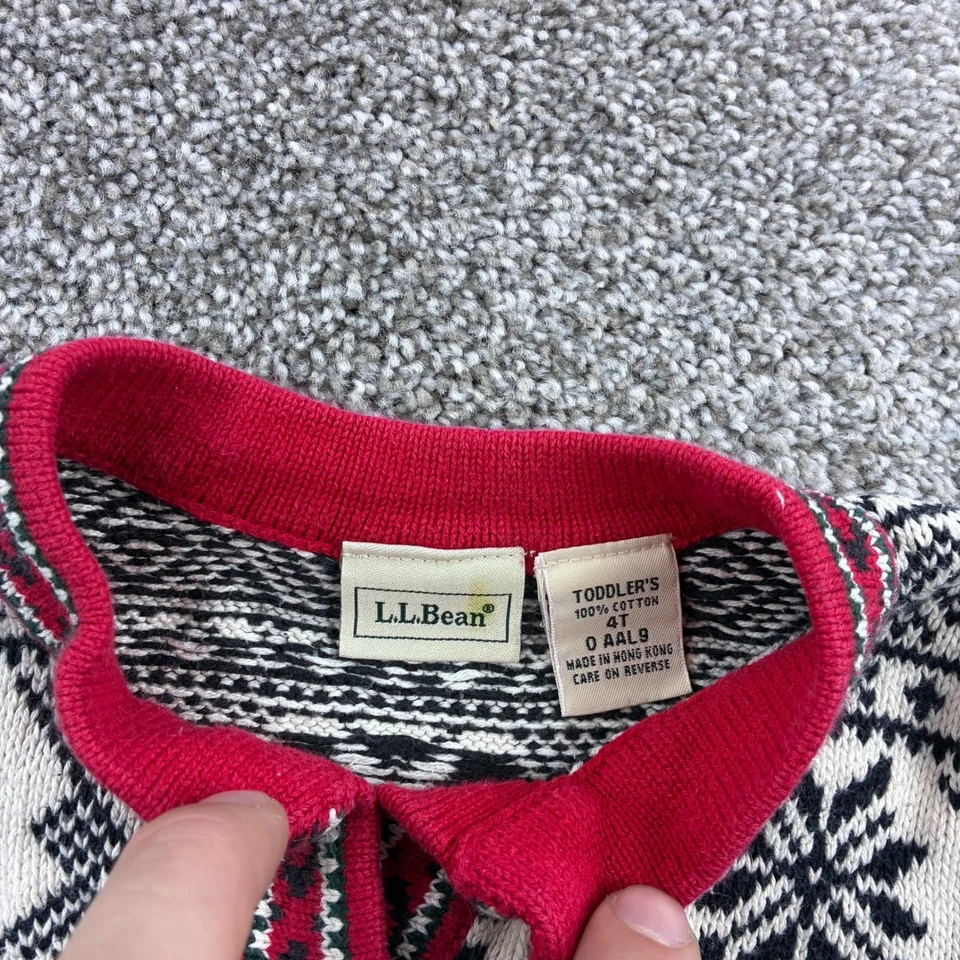 L.L.Bean®
TODDLER'S
100% COTTON
4T
0 AAL9
MADE IN HONG KONG
CARE ON REVERSE